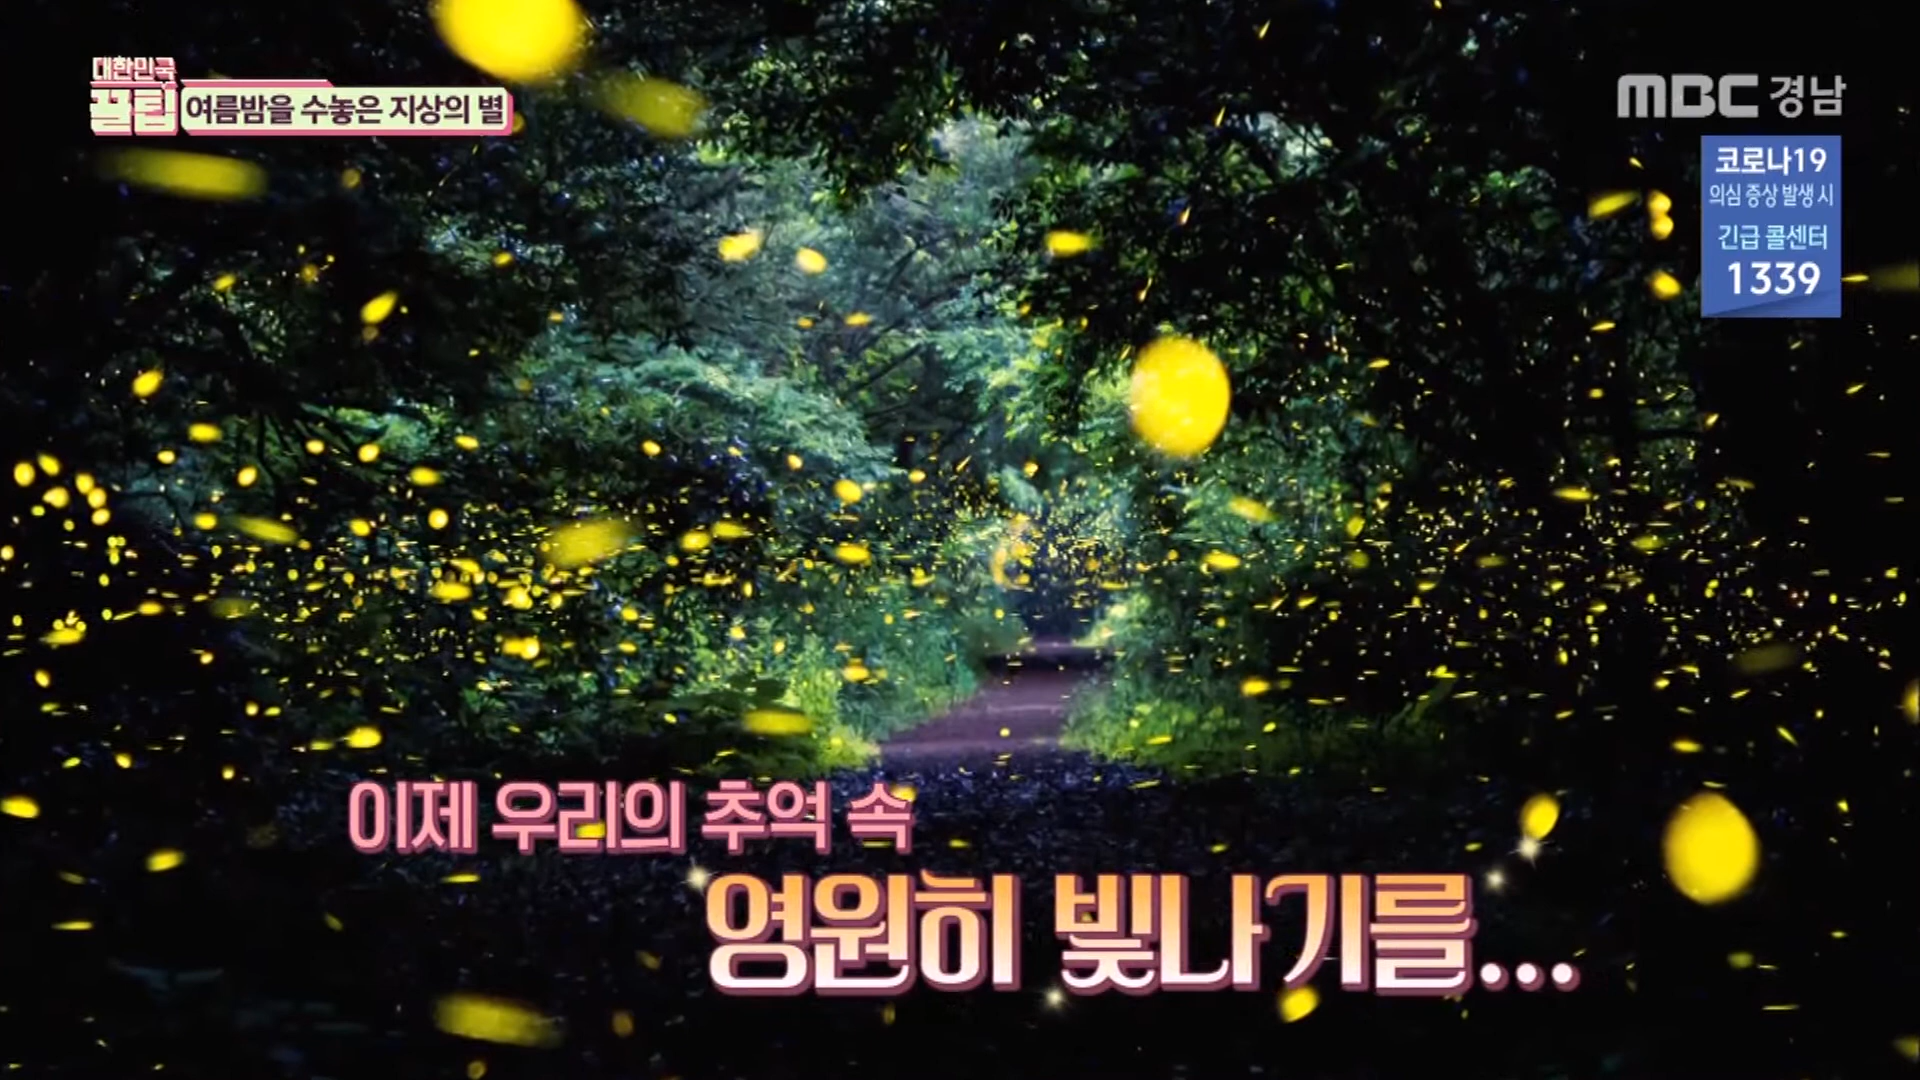 대한민국
꿀팁 여름밤을 수놓은 지상의 별
MBC 경남
코로나19
의심 증상 발생 시
긴급 콜센터
1339
이제 우리의 추억 속
영원히 빛나기를...